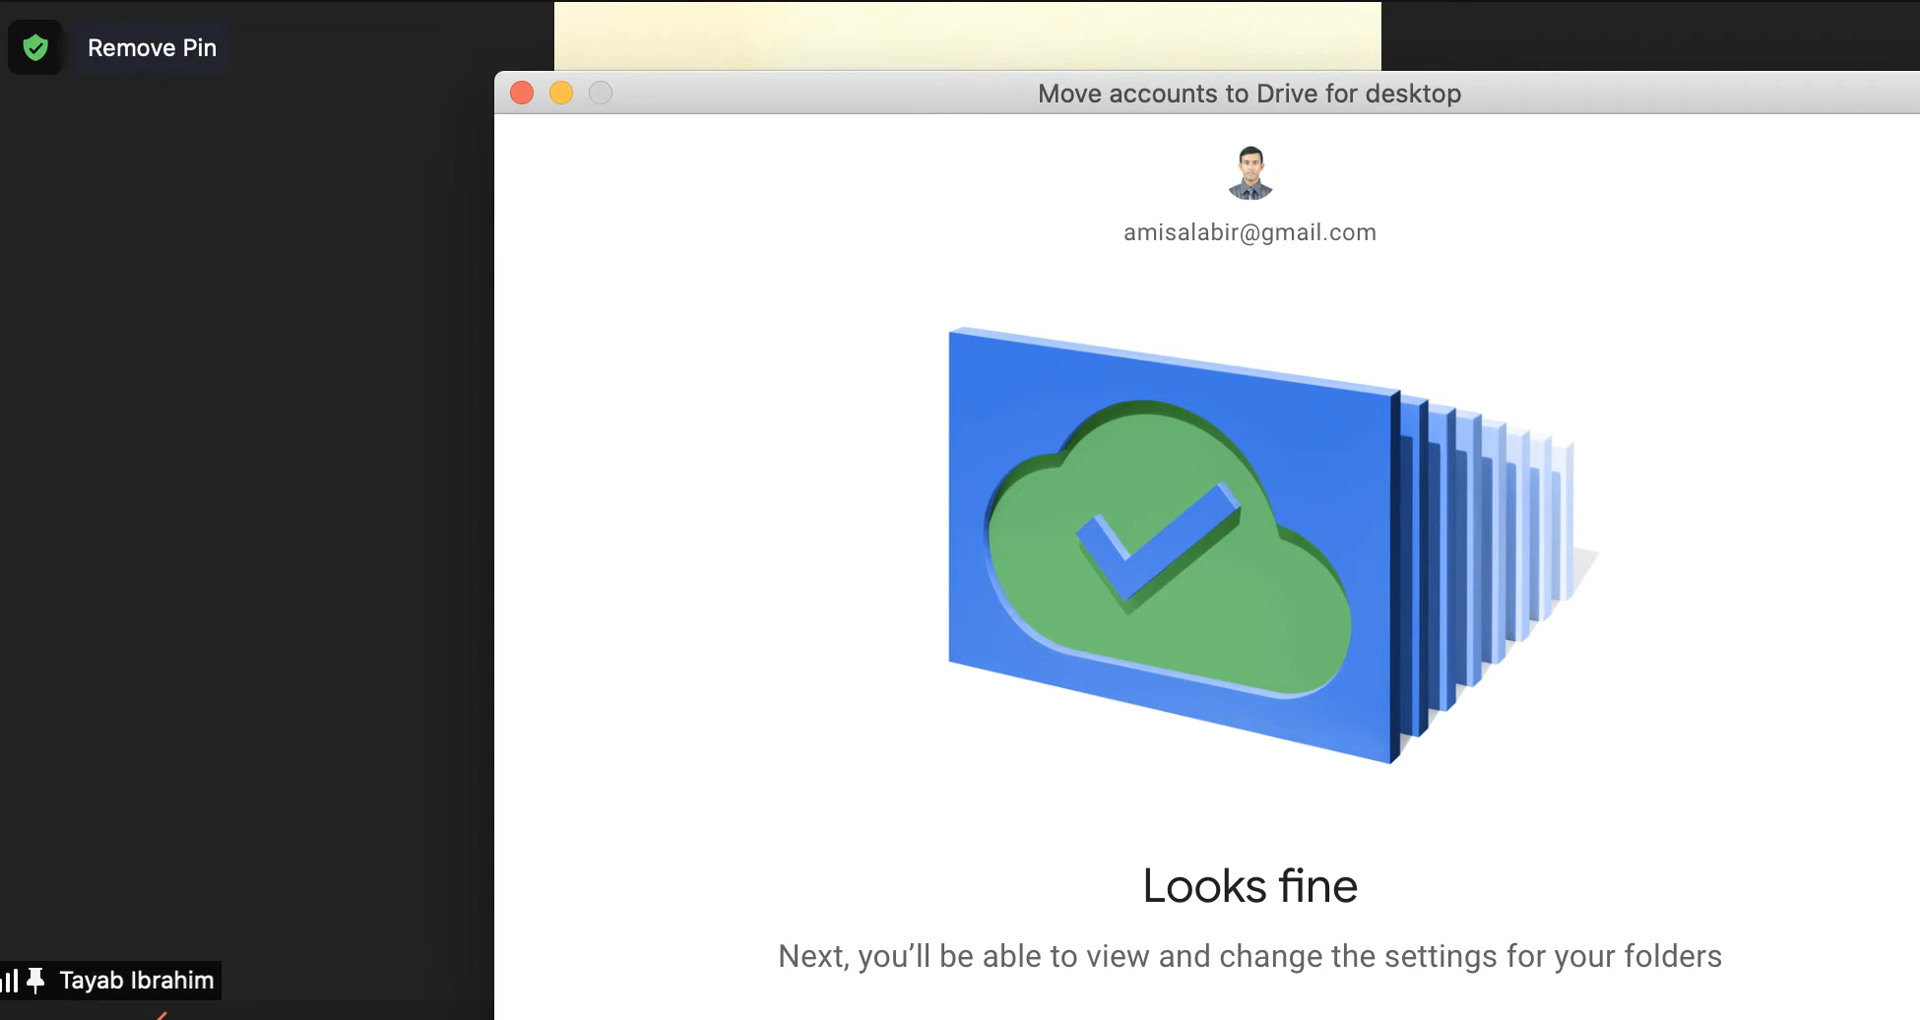 Remove Pin
Move accounts to Drive for desktop
amisalabir@gmail.com
Looks fine
Next, you’ll be able to view and change the settings for your folders
Tayab Ibrahim